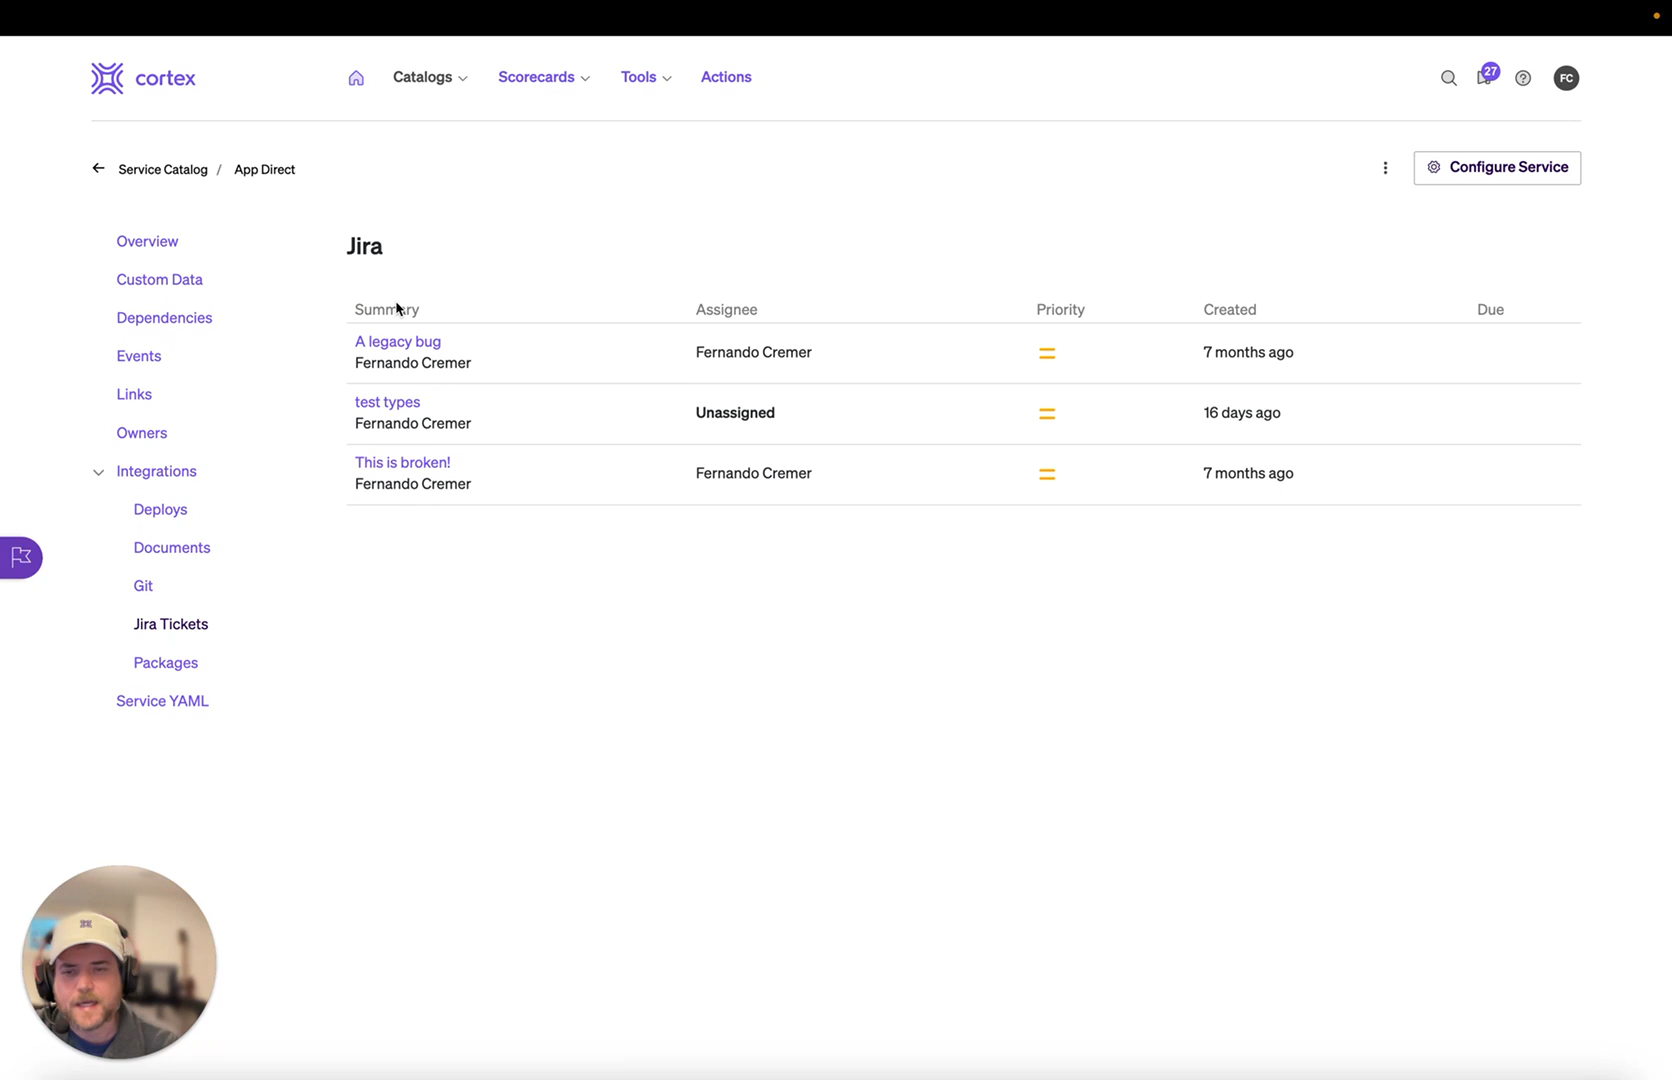 cortex
Catalogs Scorecards Tools Actions
27
FC
Service Catalog / App Direct
Configure Service
Overview
Custom Data
Dependencies
Events
Links
Owners
Integrations
Deploys
Documents
Git
Jira Tickets
Packages
Service YAML
Jira
Summary Assignee Priority Created Due
A legacy bug
Fernando Cremer
Fernando Cremer 7 months ago
test types
Fernando Cremer
Unassigned 16 days ago
This is broken!
Fernando Cremer
Fernando Cremer 7 months ago